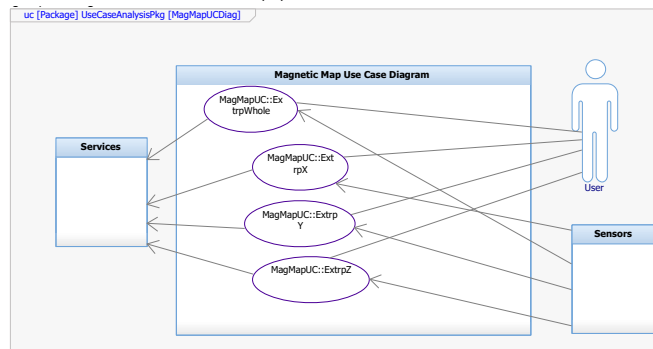 uc [Package] UseCaseAnalysisPkg [MagMapUCDiag]
Magnetic Map Use Case Diagram
MagMapUC::Ex
trpWhole
Services
MagMapUC::Ext
rpX
User
MagMapUC::Extrp
Y
Sensors
MagMapUC::ExtrpZ